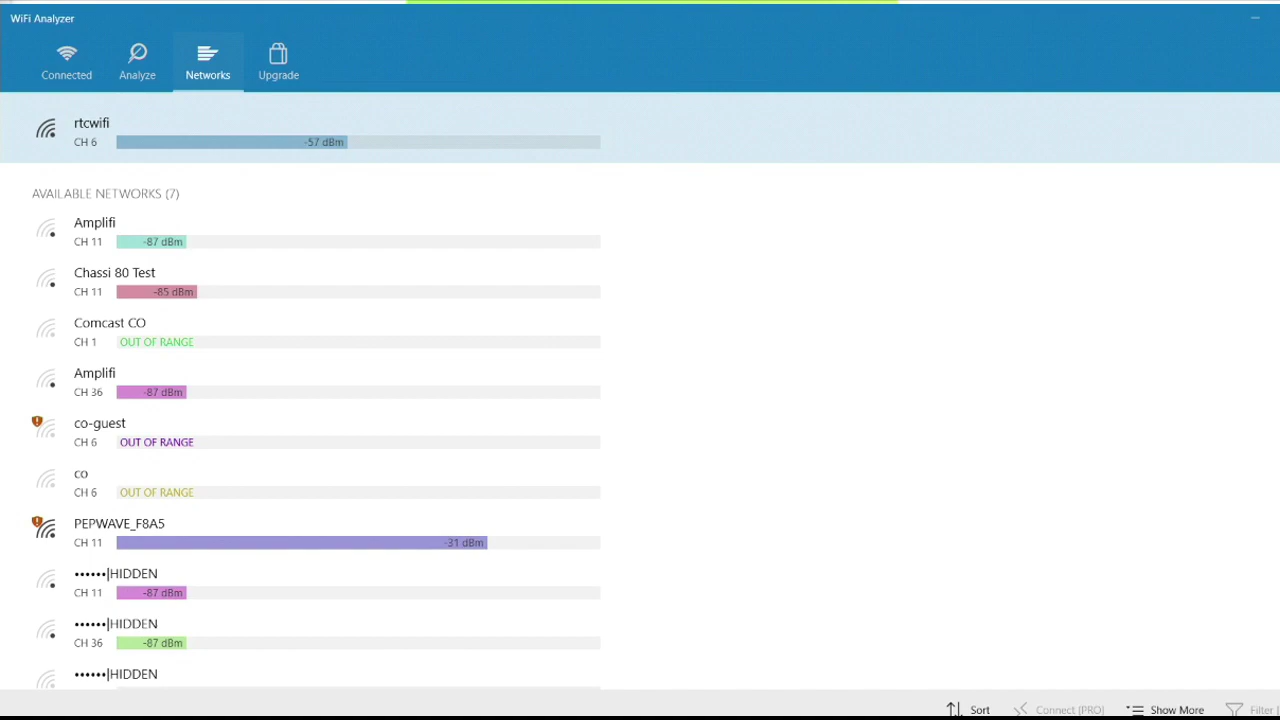 WiFi Analyzer
Connected Analyze Networks Upgrade
rtcwifi
CH 6 -57 dBm
AVAILABLE NETWORKS (7)
Amplifi
CH 11 -87 dBm
Chassi 80 Test
CH 11 -85 dBm
Comcast CO
CH 1 OUT OF RANGE
Amplifi
CH 36 -87 dBm
co-guest
CH 6 OUT OF RANGE
co
CH 6 OUT OF RANGE
PEPWAVE_F8A5
CH 11 -31 dBm
••••••|HIDDEN
CH 11 -87 dBm
••••••|HIDDEN
CH 36 -87 dBm
••••••|HIDDEN
Sort Connect [PRO] Show More Filter [